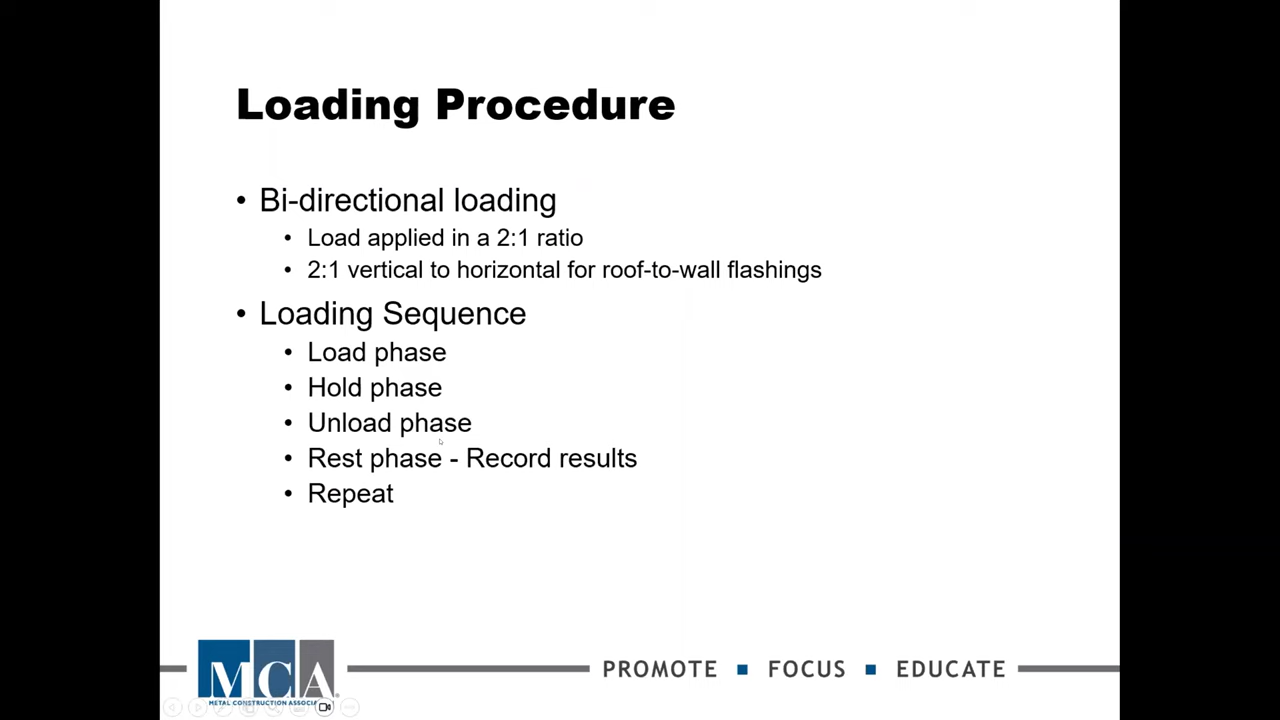 Loading Procedure
• Bi-directional loading
• Load applied in a 2:1 ratio
• 2:1 vertical to horizontal for roof-to-wall flashings
• Loading Sequence
• Load phase
• Hold phase
• Unload phase
• Rest phase - Record results
• Repeat
MCA®
PROMOTE ■ FOCUS ■ EDUCATE
METAL CONSTRUCTION